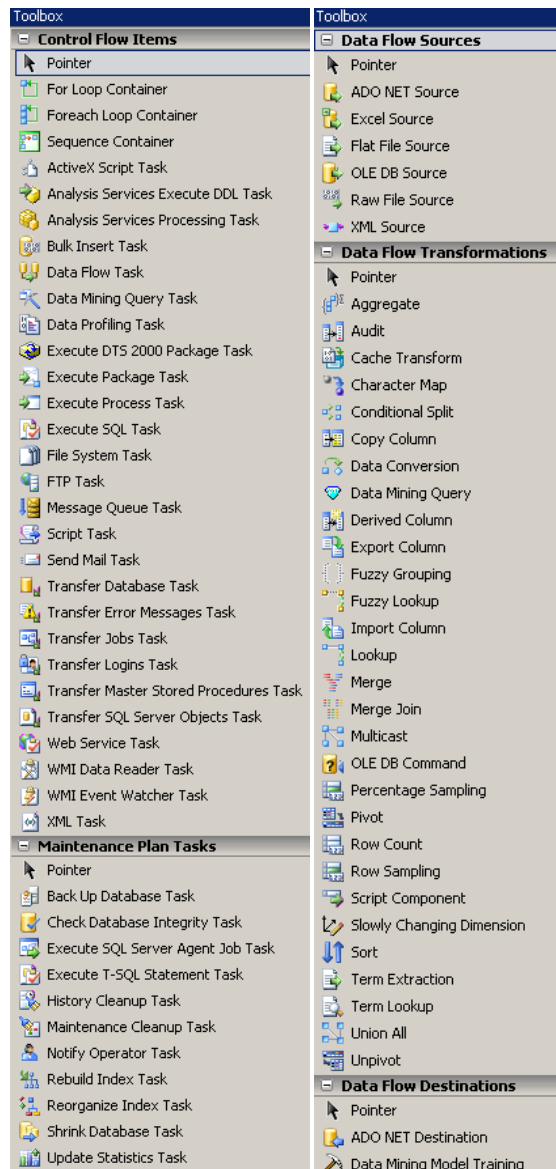 Toolbox
Control Flow Items
Pointer
For Loop Container
Foreach Loop Container
Sequence Container
ActiveX Script Task
Analysis Services Execute DDL Task
Analysis Services Processing Task
Bulk Insert Task
Data Flow Task
Data Mining Query Task
Data Profiling Task
Execute DTS 2000 Package Task
Execute Package Task
Execute Process Task
Execute SQL Task
File System Task
FTP Task
Message Queue Task
Script Task
Send Mail Task
Transfer Database Task
Transfer Error Messages Task
Transfer Jobs Task
Transfer Logins Task
Transfer Master Stored Procedures Task
Transfer SQL Server Objects Task
Web Service Task
WMI Data Reader Task
WMI Event Watcher Task
XML Task
Maintenance Plan Tasks
Pointer
Back Up Database Task
Check Database Integrity Task
Execute SQL Server Agent Job Task
Execute T-SQL Statement Task
History Cleanup Task
Maintenance Cleanup Task
Notify Operator Task
Rebuild Index Task
Reorganize Index Task
Shrink Database Task
Update Statistics Task
Toolbox
Data Flow Sources
Pointer
ADO NET Source
Excel Source
Flat File Source
OLE DB Source
Raw File Source
XML Source
Data Flow Transformations
Pointer
Aggregate
Audit
Cache Transform
Character Map
Conditional Split
Copy Column
Data Conversion
Data Mining Query
Derived Column
Export Column
Fuzzy Grouping
Fuzzy Lookup
Import Column
Lookup
Merge
Merge Join
Multicast
OLE DB Command
Percentage Sampling
Pivot
Row Count
Row Sampling
Script Component
Slowly Changing Dimension
Sort
Term Extraction
Term Lookup
Union All
Unpivot
Data Flow Destinations
Pointer
ADO NET Destination
Data Mining Model Training